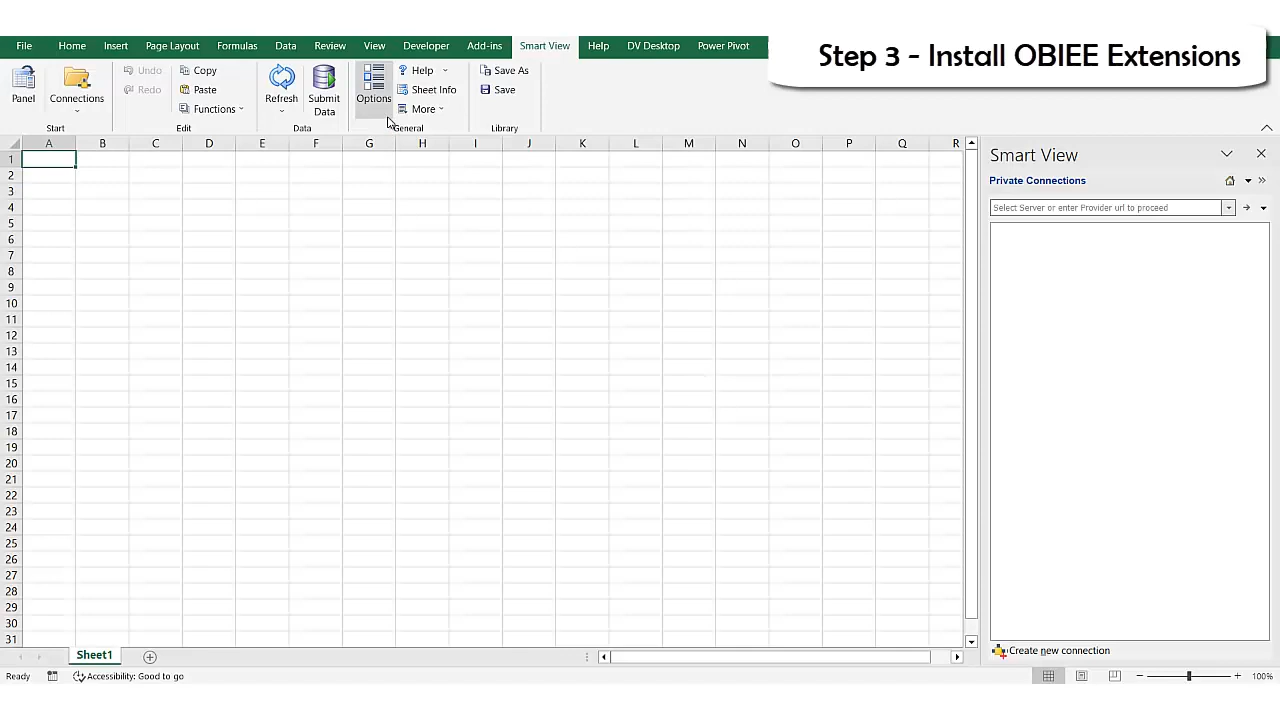 File Home Insert Page Layout Formulas Data Review View Developer Add-ins Smart View Help DV Desktop Power Pivot
Step 3 - Install OBIEE Extensions
Panel
Connections
Start
Undo
Redo
Copy
Paste
Functions
Edit
Refresh
Submit
Data
Data
Options
Help
Sheet Info
More
General
Save As
Save
Library
A B C D E F G H I J K L M N O P Q R
1
2
3
4
5
6
7
8
9
10
11
12
13
14
15
16
17
18
19
20
21
22
23
24
25
26
27
28
29
30
31
Smart View
Private Connections
Select Server or enter Provider url to proceed
Create new connection
Sheet1
Ready
Accessibility: Good to go
100%